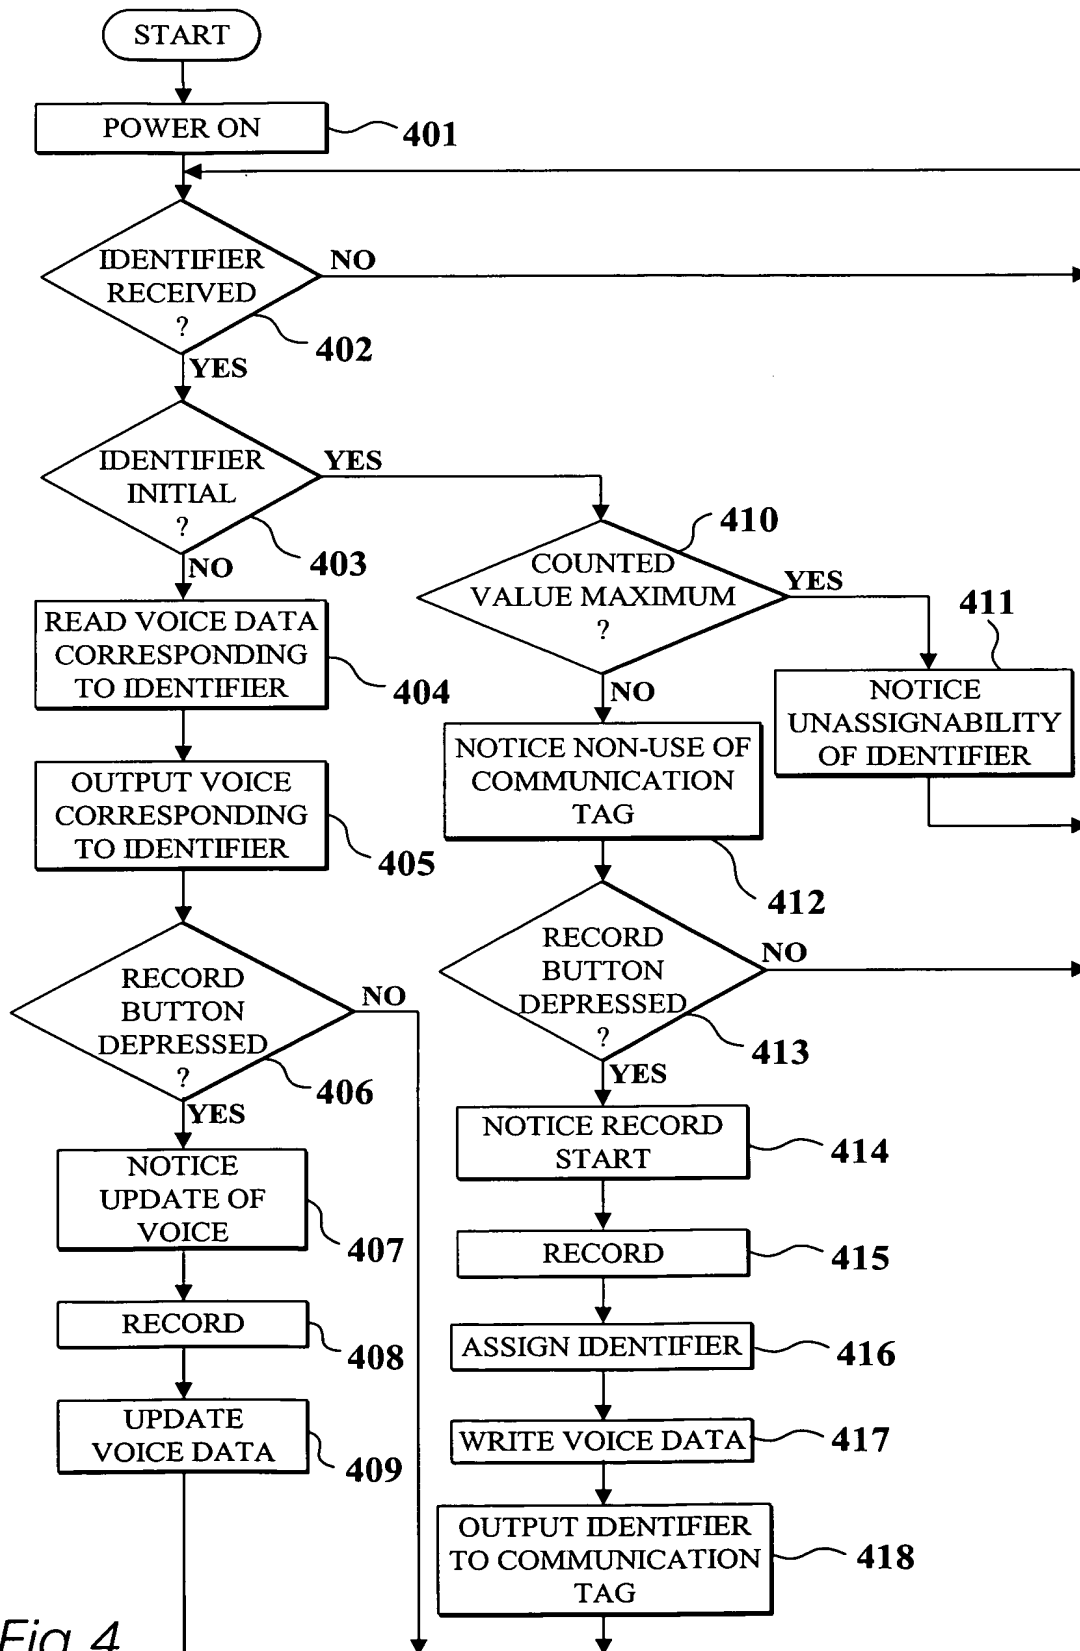 START
POWER ON
401
IDENTIFIER
RECEIVED
?
NO
402
YES
IDENTIFIER
INITIAL
?
YES
403
NO
READ VOICE DATA
CORRESPONDING
TO IDENTIFIER
404
OUTPUT VOICE
CORRESPONDING
TO IDENTIFIER
405
RECORD
BUTTON
DEPRESSED
?
NO
406
YES
NOTICE
UPDATE OF
VOICE
407
RECORD
408
UPDATE
VOICE DATA
409
410
COUNTED
VALUE MAXIMUM
?
YES
NO
411
NOTICE
UNASSIGNABILITY
OF IDENTIFIER
NOTICE NON-USE OF
COMMUNICATION
TAG
412
RECORD
BUTTON
DEPRESSED
?
NO
413
YES
NOTICE RECORD
START
414
RECORD
415
ASSIGN IDENTIFIER
416
WRITE VOICE DATA
417
OUTPUT IDENTIFIER
TO COMMUNICATION
TAG
418
Fig 4